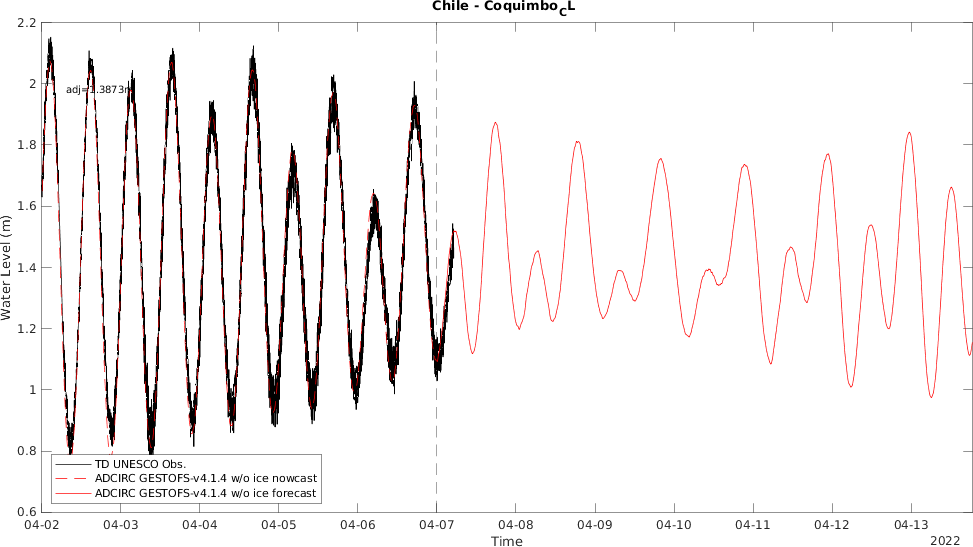 Chile - CoquimboCL
2.2
2
1.8
1.6
1.4
1.2
1
0.8
0.6
Water Level (m)
adj=1.3873m
TD UNESCO Obs.
ADCIRC GESTOFS-v4.1.4 w/o ice nowcast
ADCIRC GESTOFS-v4.1.4 w/o ice forecast
04-02 04-03 04-04 04-05 04-06 04-07 04-08 04-09 04-10 04-11 04-12 04-13
Time
2022